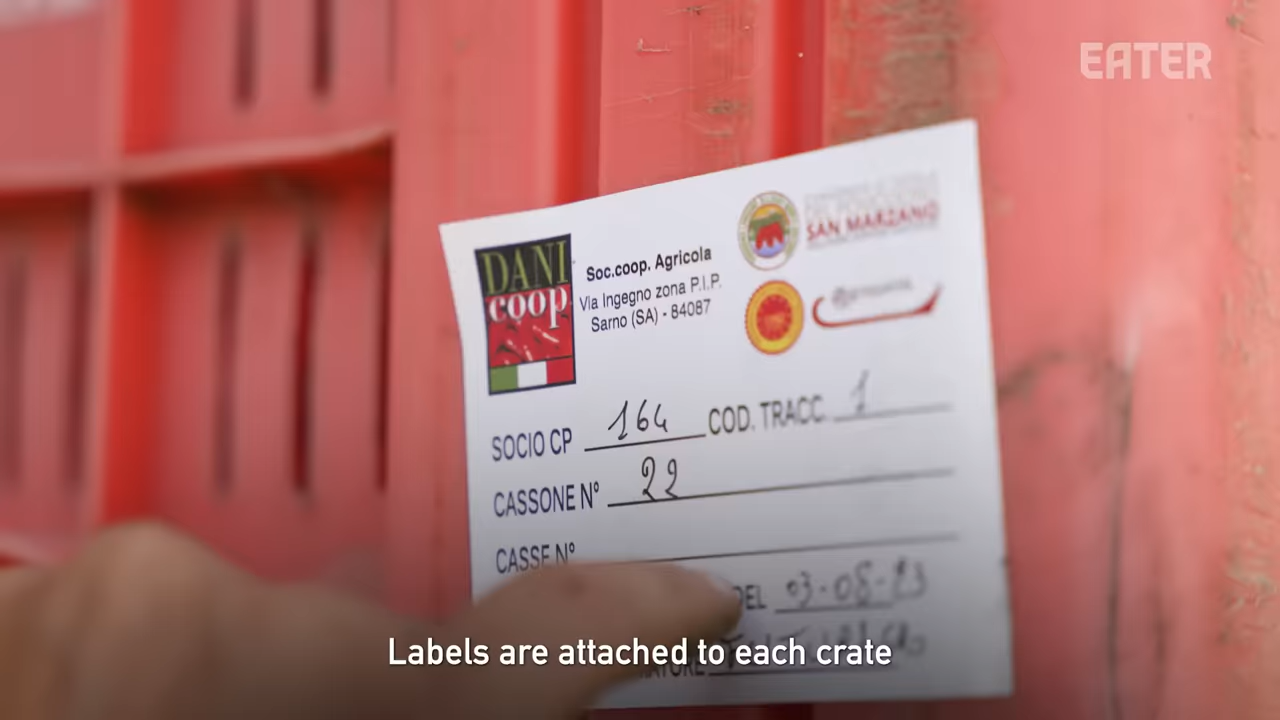 EATER
DANI
coop
Soc.coop. Agricola
Via Ingegno zona P.I.P.
Sarno (SA) - 84087
SAN MARZANO
SOCIO CP 164 COD. TRACC. 1
CASSONE N° 22
CASSE N°
DEL 03-08-23
Labels are attached to each crate